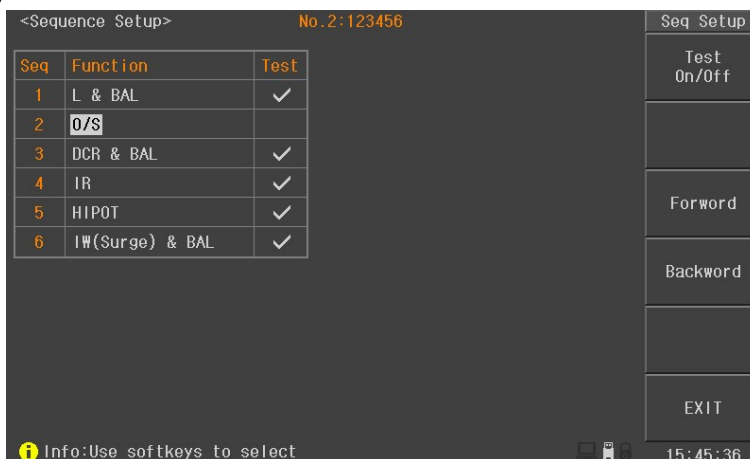 <Sequence Setup> No.2:123456 Seq Setup
Seq Function Test
1 L & BAL ✓
2 O/S
3 DCR & BAL ✓
4 IR ✓
5 HIPOT ✓
6 IW(Surge) & BAL ✓
Test
On/Off
Forword
Backword
EXIT
i Info:Use softkeys to select
15:45:36